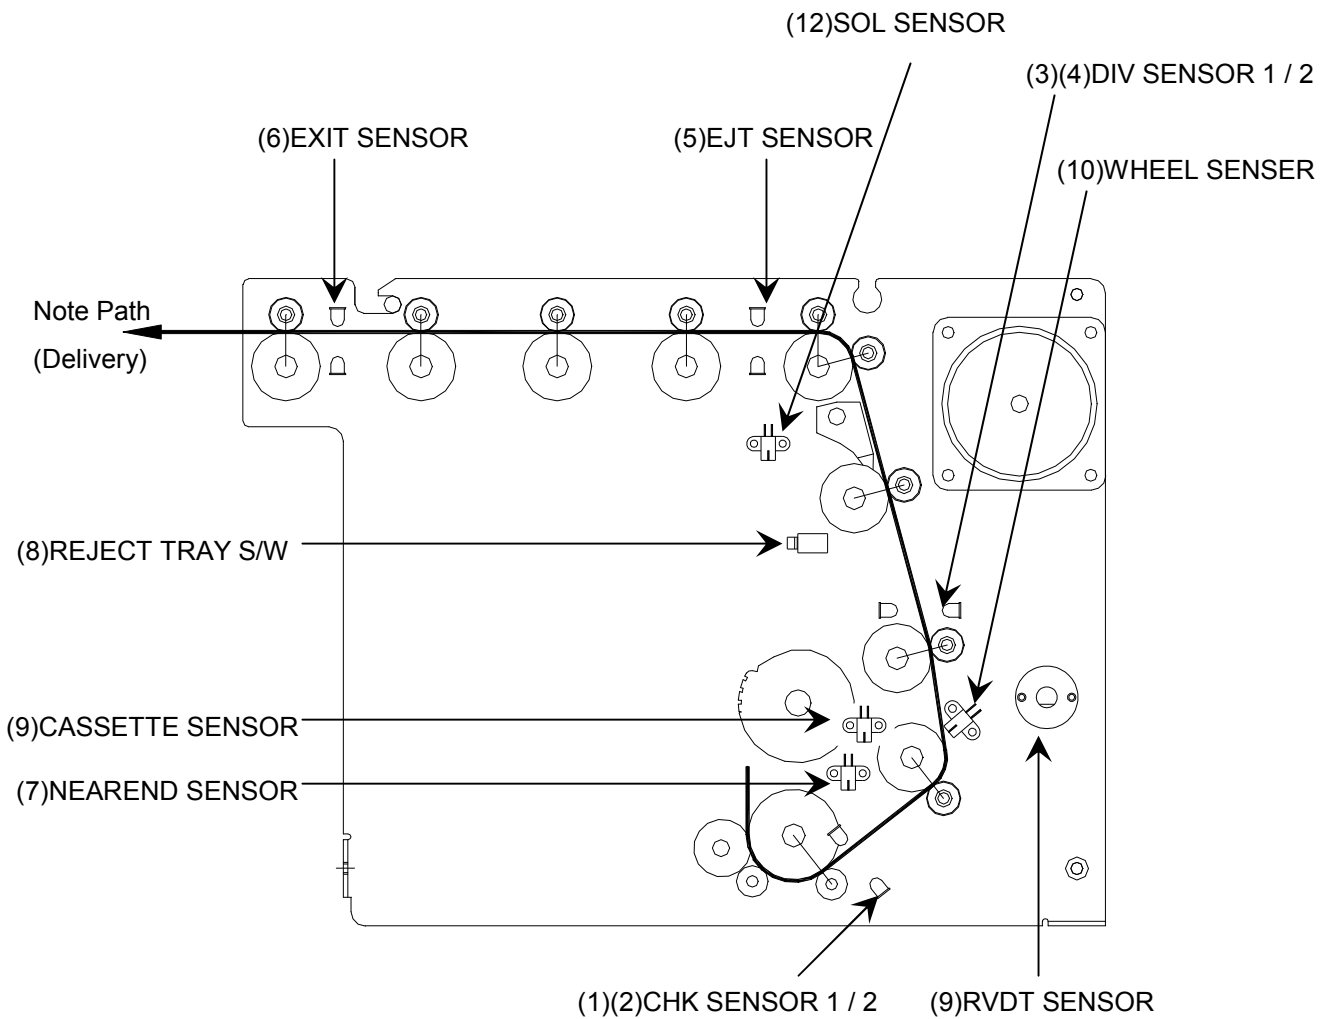 (12)SOL SENSOR
(3)(4)DIV SENSOR 1 / 2
(6)EXIT SENSOR
(5)EJT SENSOR
(10)WHEEL SENSER
Note Path
(Delivery)
(8)REJECT TRAY S/W
(9)CASSETTE SENSOR
(7)NEAREND SENSOR
(1)(2)CHK SENSOR 1 / 2
(9)RVDT SENSOR